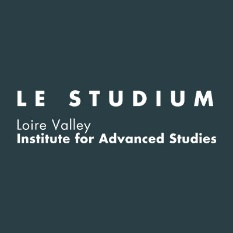 LE STUDIUM
Loire Valley
Institute for Advanced Studies